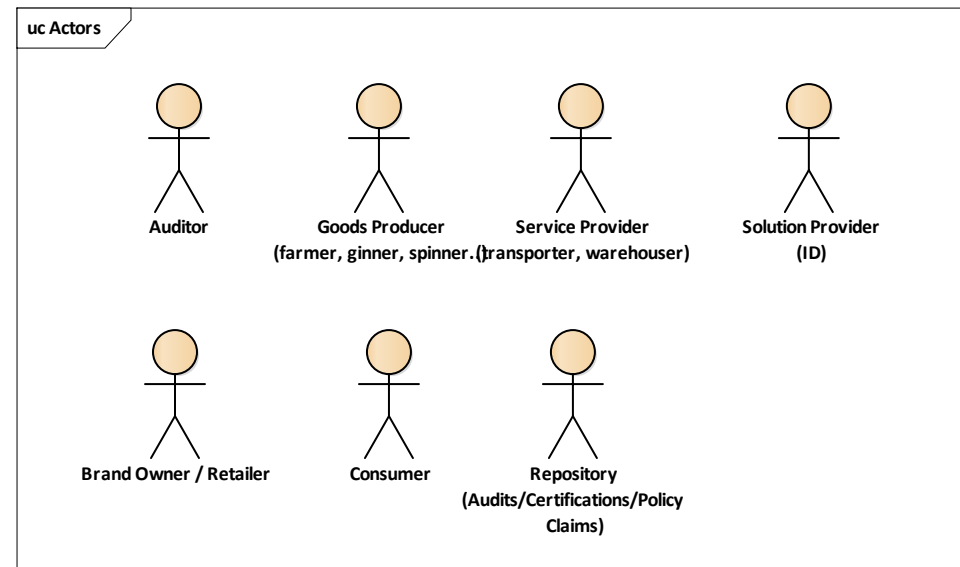 uc Actors
Auditor
Goods Producer
(farmer, ginner, spinner..)
Service Provider
(transporter, warehouser)
Solution Provider
(ID)
Brand Owner / Retailer
Consumer
Repository
(Audits/Certifications/Policy
Claims)